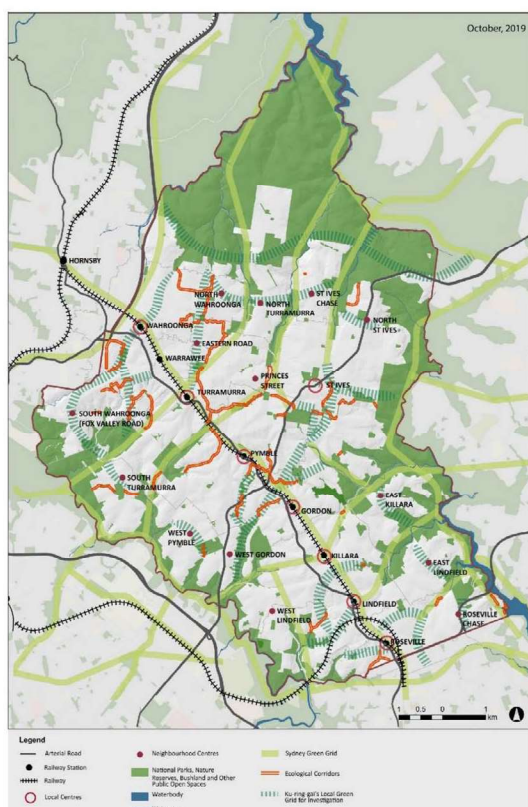 October, 2019
HORNSBY
NORTH
WAHROONGA
NORTH
TURRAMURRA
ST IVES
CHASE
NORTH
ST IVES
WAHROONGA
EASTERN ROAD
WARRAWEE
PRINCES
STREET
ST IVES
TURRAMURRA
SOUTH WAHROONGA
(FOX VALLEY ROAD)
PYMBLE
SOUTH
TURRAMURRA
EAST
KILLARA
GORDON
WEST
PYMBLE
WEST GORDON
KILLARA
EAST
LINDFIELD
LINDFIELD
WEST
LINDFIELD
ROSEVILLE
CHASE
ROSEVILLE
1 0.5 0 1
km
Legend
Arterial Road
Railway Station
Railway
Local Centres
Neighbourhood Centres
National Parks, Nature
Reserves, Bushland and Other
Public Open Spaces
Waterbody
Sydney Green Grid
Ecological Corridors
Ku-ring-gai's Local Green
Grid for Investigation